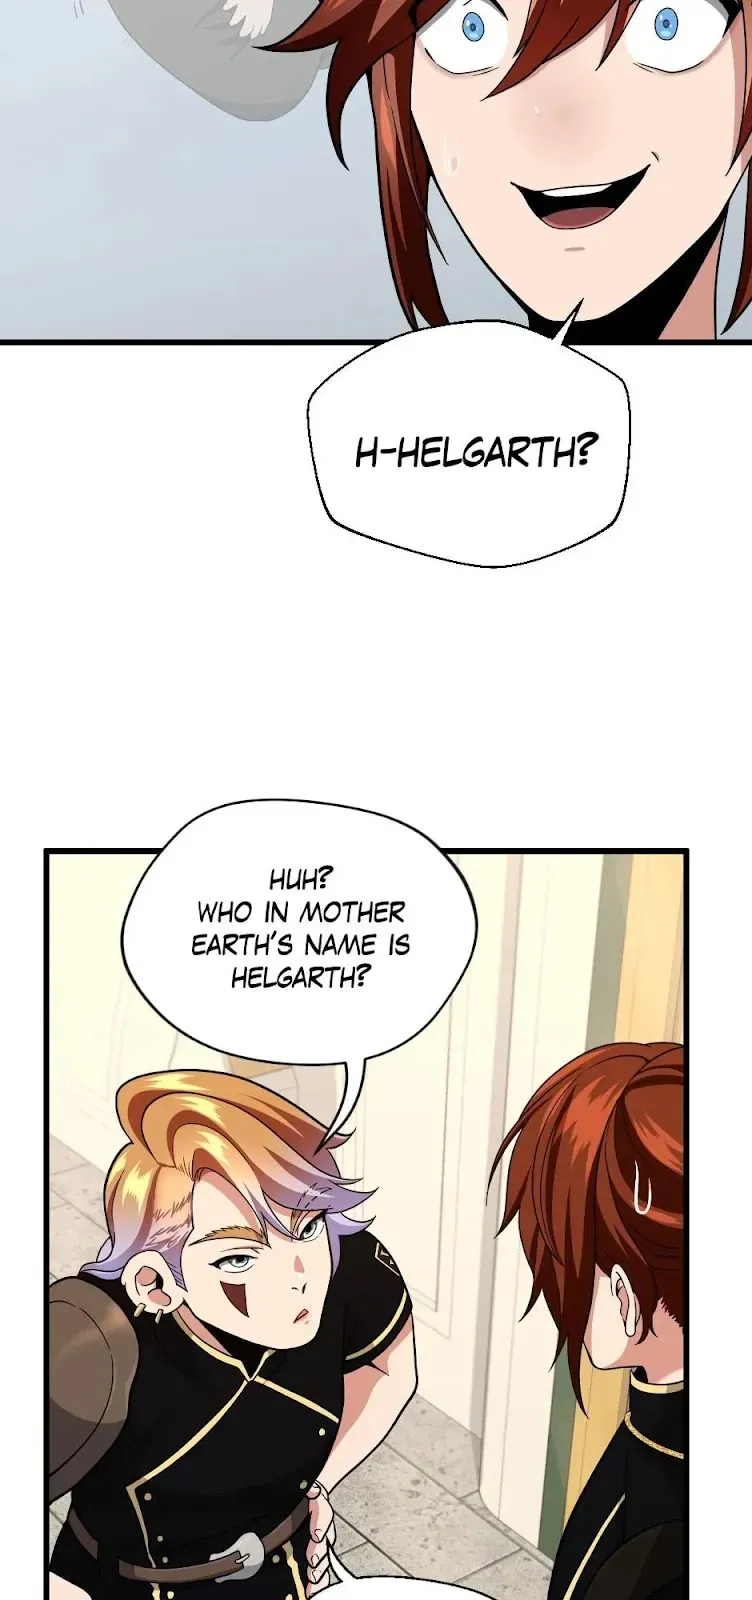 H-HELGARTH?
HUH?
WHO IN MOTHER
EARTH'S NAME IS
HELGARTH?